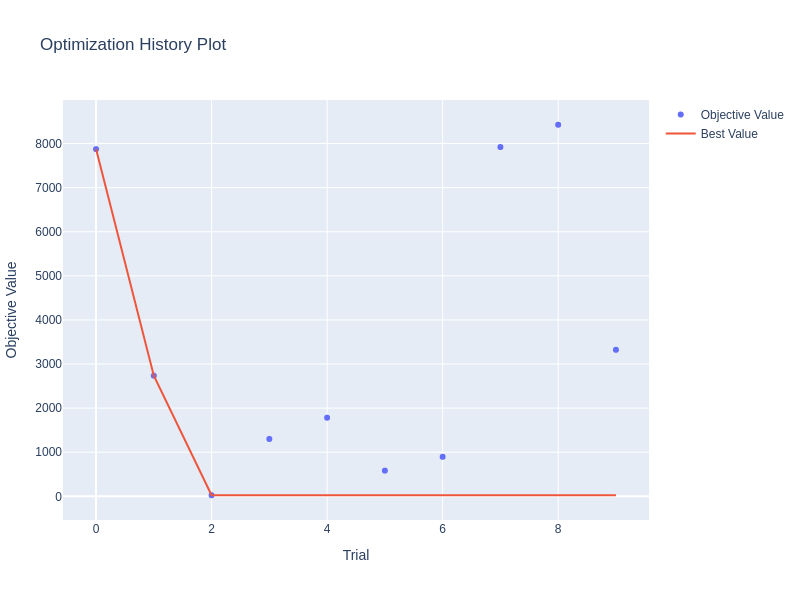 Optimization History Plot
Objective Value
Best Value
8000
7000
6000
5000
4000
3000
2000
1000
0
Objective Value
0 2 4 6 8
Trial